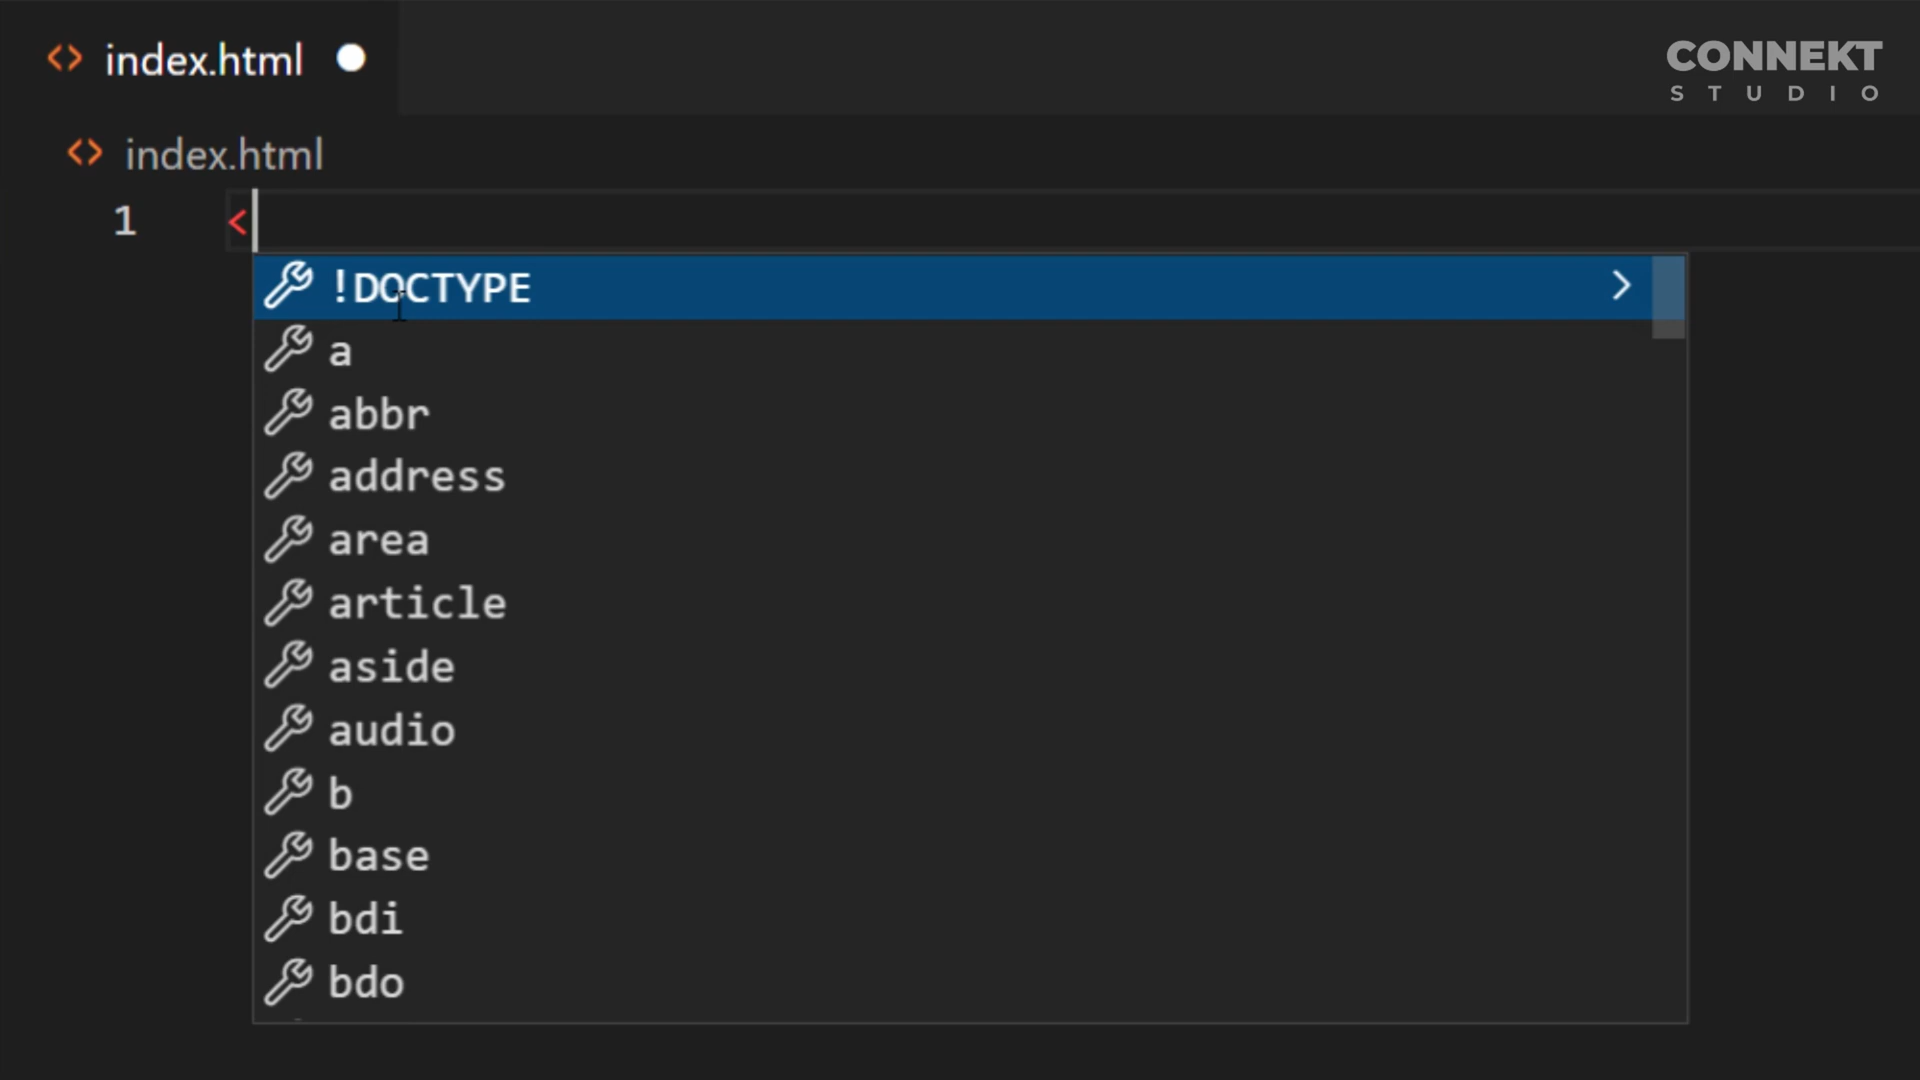 <> index.html
CONNEKT
STUDIO
<> index.html
1 <
!DOCTYPE
a
abbr
address
area
article
aside
audio
b
base
bdi
bdo